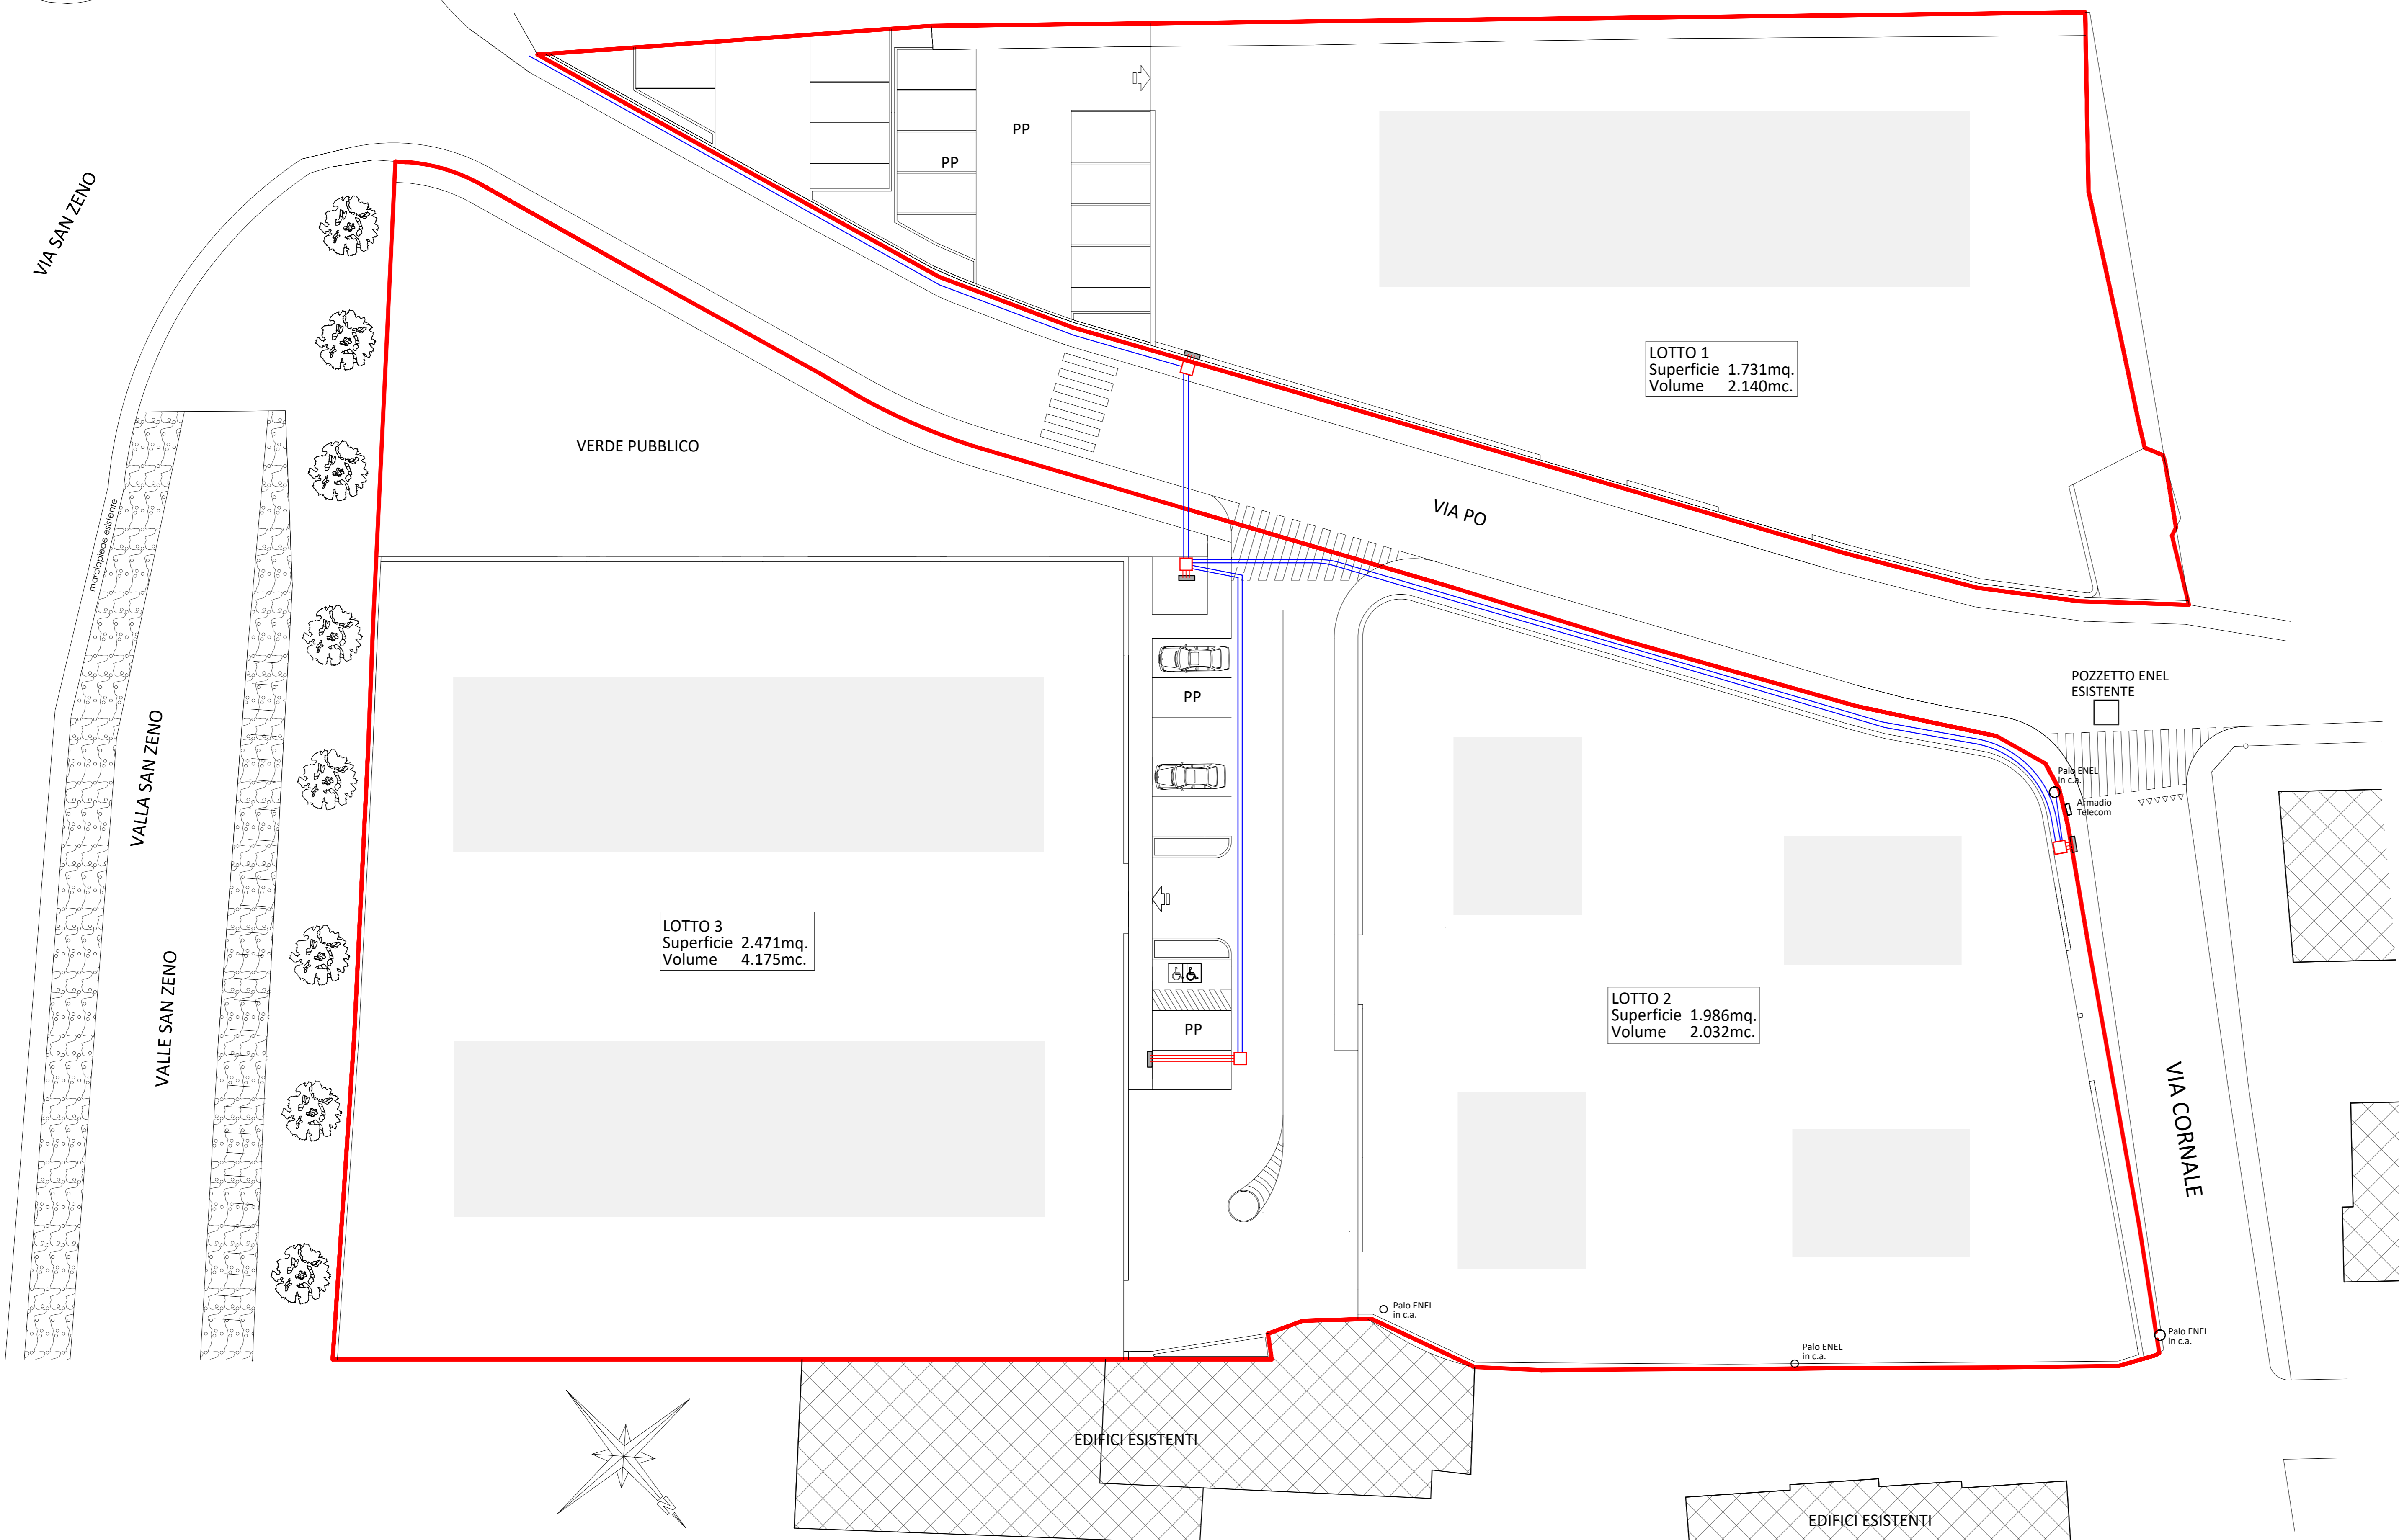 PP
PP
VIA SAN ZENO
LOTTO 1
Superficie 1.731mq.
Volume 2.140mc.
VERDE PUBBLICO
VIA PO
marciapiede esistente
POZZETTO ENEL
ESISTENTE
PP
VALLA SAN ZENO
Palo ENEL
in c.a.
Armadio
Telecom
LOTTO 3
Superficie 2.471mq.
Volume 4.175mc.
VALLE SAN ZENO
LOTTO 2
Superficie 1.986mq.
Volume 2.032mc.
PP
VIA CORNALE
Palo ENEL
in c.a.
Palo ENEL
in c.a.
Palo ENEL
in c.a.
EDIFICI ESISTENTI
N
EDIFICI ESISTENTI